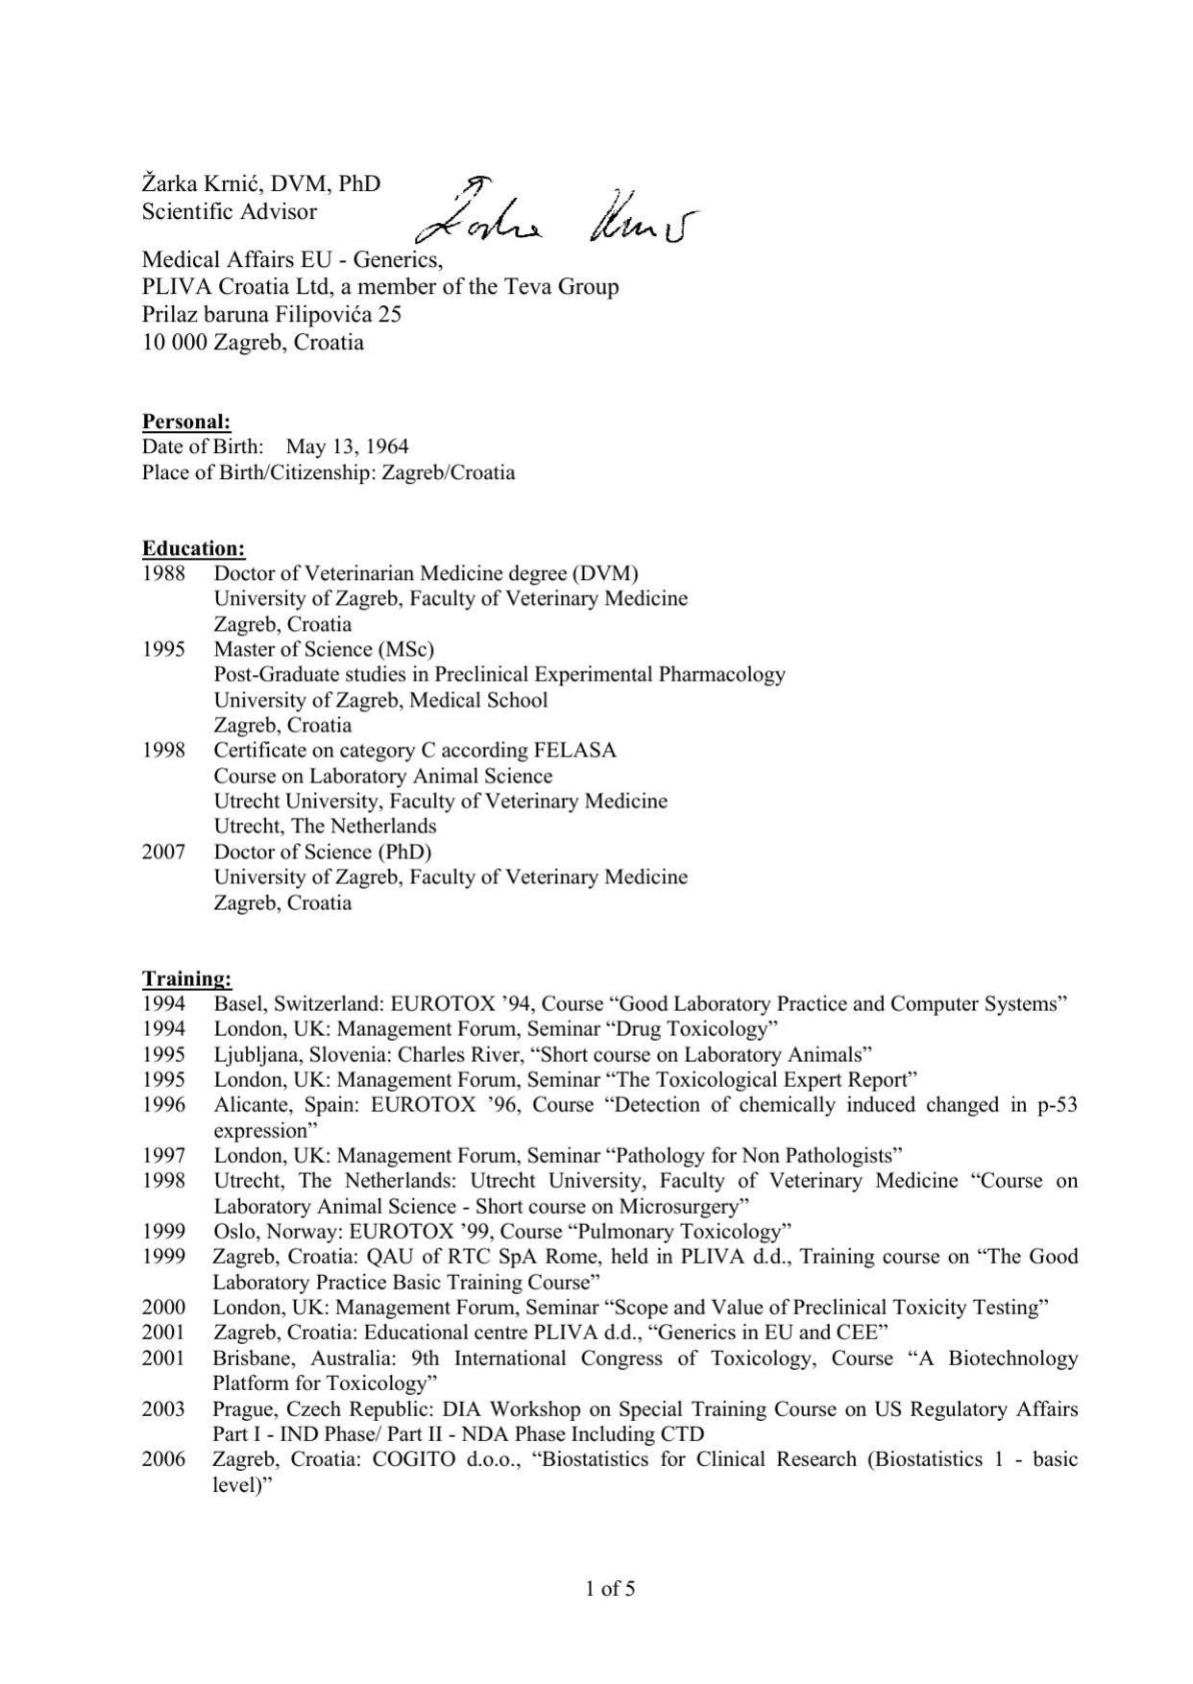 Žarka Krnić, DVM, PhD
Scientific Advisor
Žarka Krnić
Medical Affairs EU - Generics,
PLIVA Croatia Ltd, a member of the Teva Group
Prilaz baruna Filipovića 25
10 000 Zagreb, Croatia
Personal:
Date of Birth: May 13, 1964
Place of Birth/Citizenship: Zagreb/Croatia
Education:
1988 Doctor of Veterinarian Medicine degree (DVM)
University of Zagreb, Faculty of Veterinary Medicine
Zagreb, Croatia
1995 Master of Science (MSc)
Post-Graduate studies in Preclinical Experimental Pharmacology
University of Zagreb, Medical School
Zagreb, Croatia
1998 Certificate on category C according FELASA
Course on Laboratory Animal Science
Utrecht University, Faculty of Veterinary Medicine
Utrecht, The Netherlands
2007 Doctor of Science (PhD)
University of Zagreb, Faculty of Veterinary Medicine
Zagreb, Croatia
Training:
1994 Basel, Switzerland: EUROTOX ’94, Course “Good Laboratory Practice and Computer Systems”
1994 London, UK: Management Forum, Seminar “Drug Toxicology”
1995 Ljubljana, Slovenia: Charles River, “Short course on Laboratory Animals”
1995 London, UK: Management Forum, Seminar “The Toxicological Expert Report”
1996 Alicante, Spain: EUROTOX ’96, Course “Detection of chemically induced changed in p-53
expression”
1997 London, UK: Management Forum, Seminar “Pathology for Non Pathologists”
1998 Utrecht, The Netherlands: Utrecht University, Faculty of Veterinary Medicine “Course on
Laboratory Animal Science - Short course on Microsurgery”
1999 Oslo, Norway: EUROTOX ’99, Course “Pulmonary Toxicology”
1999 Zagreb, Croatia: QAU of RTC SpA Rome, held in PLIVA d.d., Training course on “The Good
Laboratory Practice Basic Training Course”
2000 London, UK: Management Forum, Seminar “Scope and Value of Preclinical Toxicity Testing”
2001 Zagreb, Croatia: Educational centre PLIVA d.d., “Generics in EU and CEE”
2001 Brisbane, Australia: 9th International Congress of Toxicology, Course “A Biotechnology
Platform for Toxicology”
2003 Prague, Czech Republic: DIA Workshop on Special Training Course on US Regulatory Affairs
Part I - IND Phase/ Part II - NDA Phase Including CTD
2006 Zagreb, Croatia: COGITO d.o.o., “Biostatistics for Clinical Research (Biostatistics 1 - basic
level)”
1 of 5